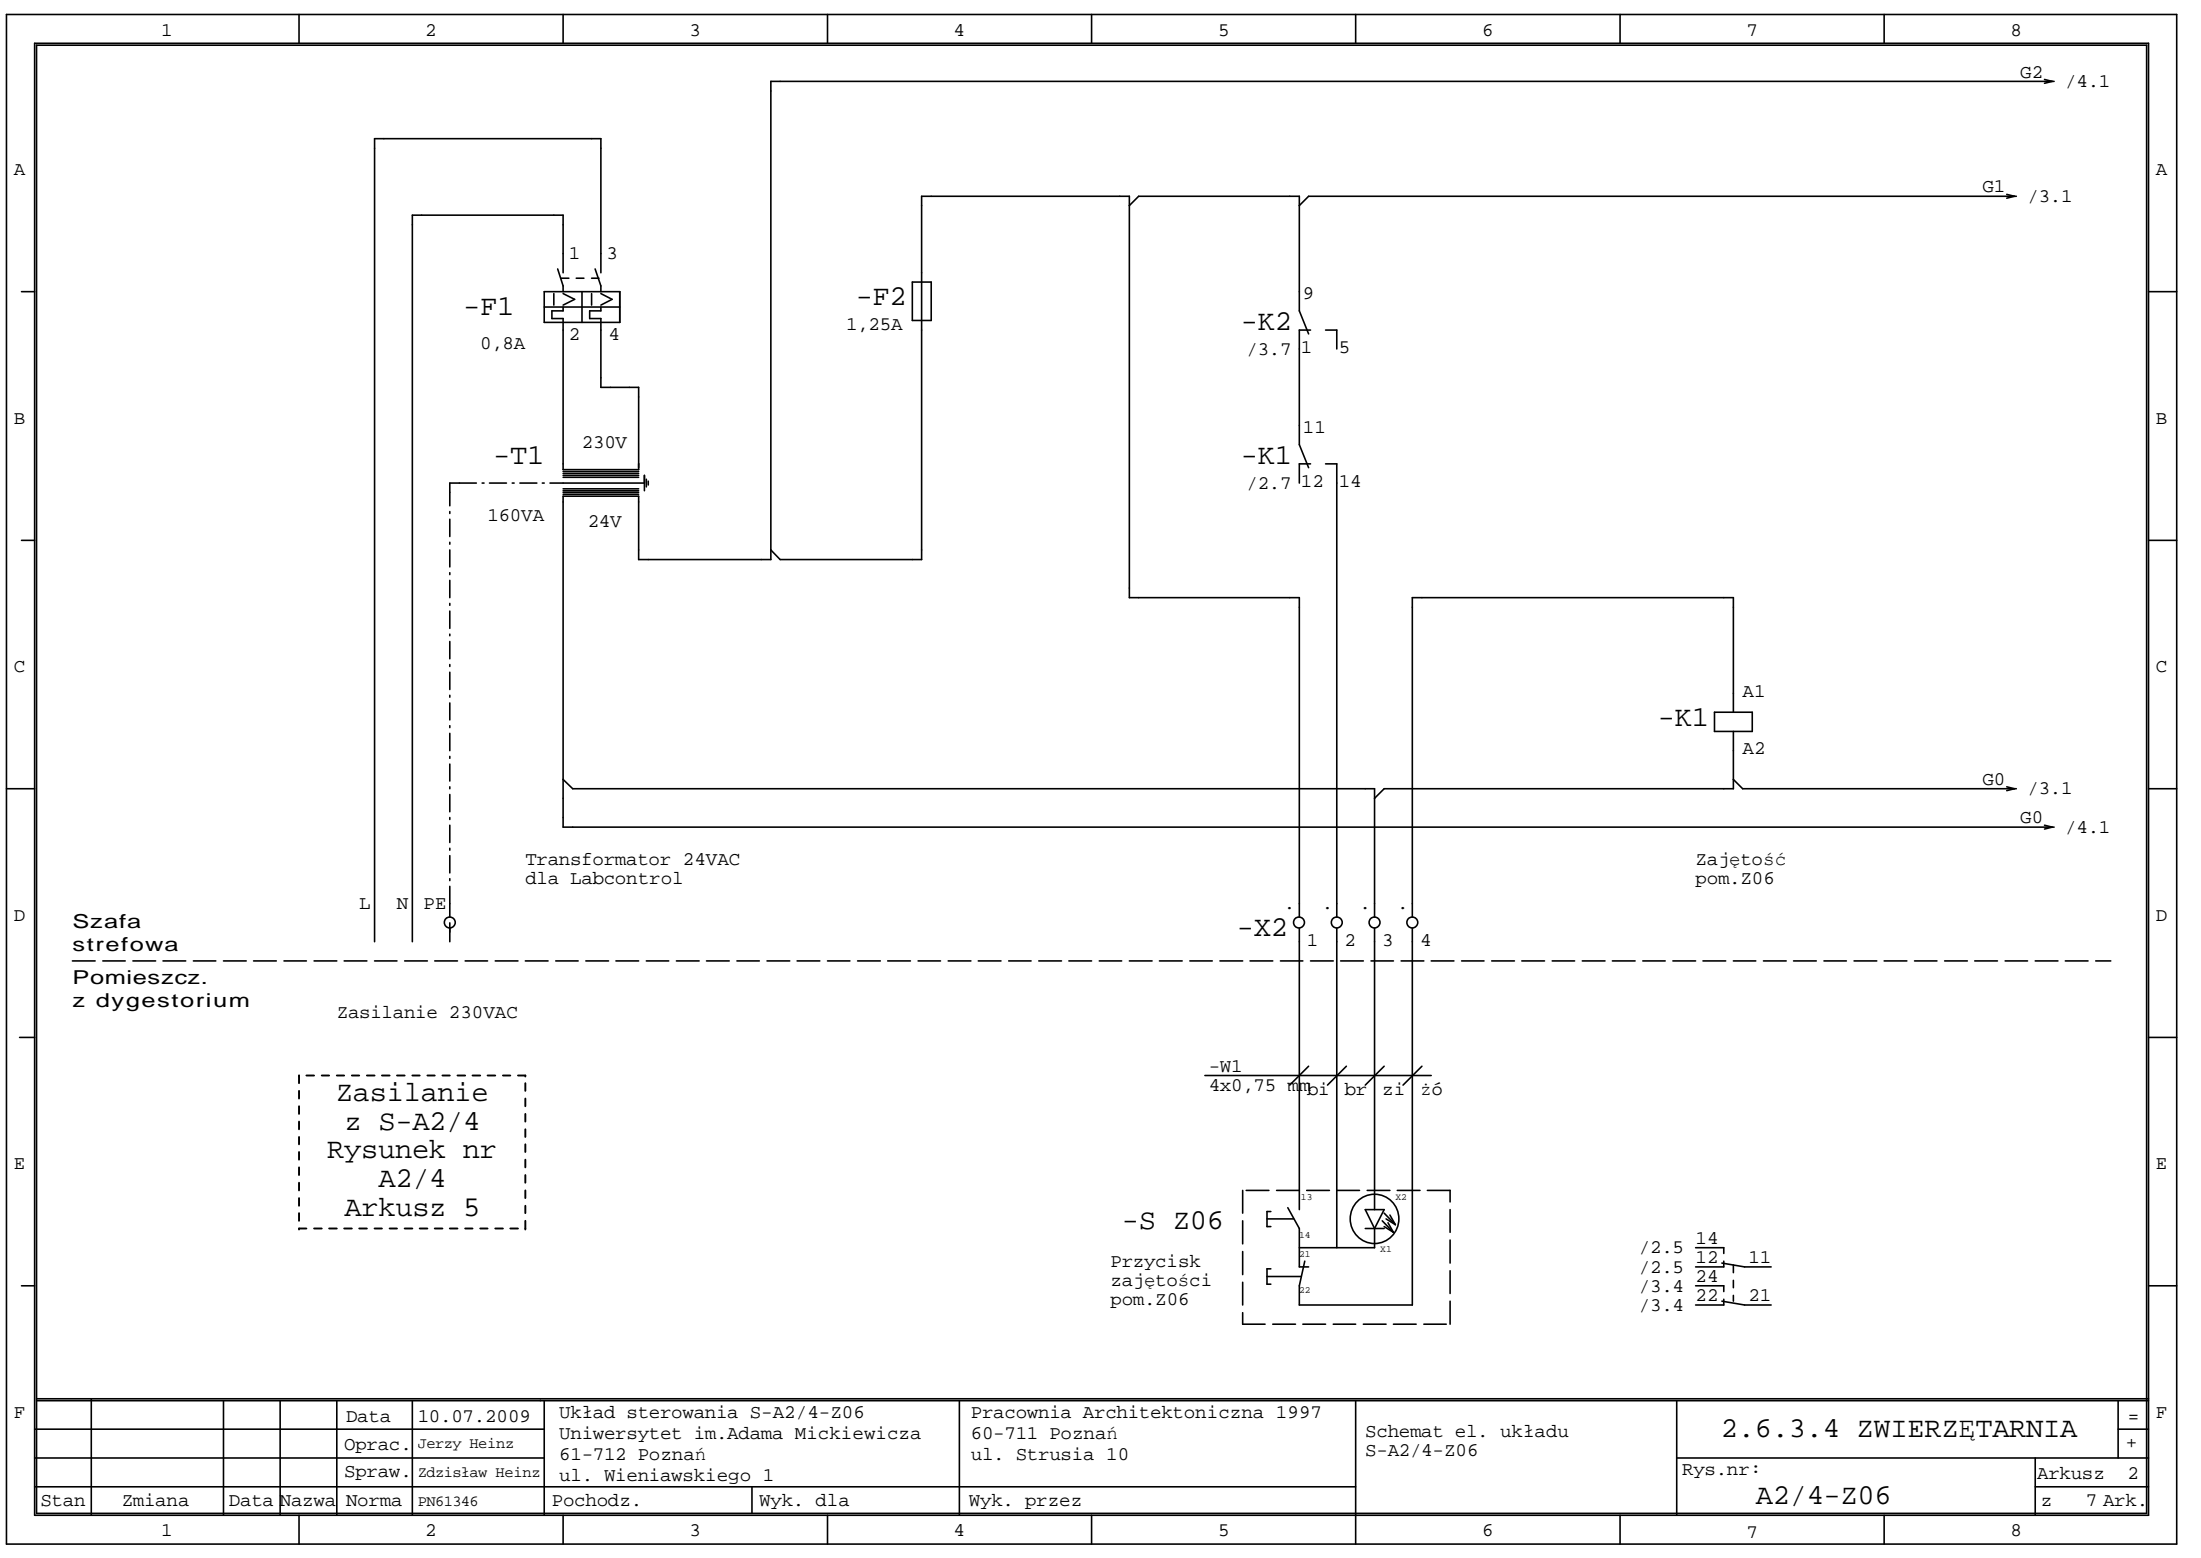 1 2 3 4 5 6 7 8
G2 /4.1
A A
G1 /3.1
1 3
-F1
0,8A
2 4
-F2
1,25A
9
-K2
/3.7 1 5
B B
11
-K1
/2.7 12 14
230V
-T1
160VA 24V
C C
A1
-K1
A2
G0 /3.1
G0 /4.1
Transformator 24VAC
dla Labcontrol
Zajętość
pom.Z06
L N PE
D D
Szafa
strefowa
-X2 1 2 3 4
Pomieszcz.
z dygestorium
Zasilanie 230VAC
-W1
4x0,75 mm bi br zi żó
Zasilanie
z S-A2/4
Rysunek nr
A2/4
Arkusz 5
E E
13 X2
-S Z06
14 X1
21
Przycisk
zajętości
pom.Z06
22
/2.5 14
/2.5 12 11
/3.4 24
/3.4 22 21
F F
Data 10.07.2009
Oprac. Jerzy Heinz
Spraw. Zdzisław Heinz
Stan Zmiana Data Nazwa Norma PN61346
Układ sterowania S-A2/4-Z06
Uniwersytet im.Adama Mickiewicza
61-712 Poznań
ul. Wieniawskiego 1
Pochodz. Wyk. dla
Pracownia Architektoniczna 1997
60-711 Poznań
ul. Strusia 10
Wyk. przez
Schemat el. układu
S-A2/4-Z06
2.6.3.4 ZWIERZĘTARNIA
=
+
Rys.nr:
A2/4-Z06
Arkusz 2
z 7 Ark.
1 2 3 4 5 6 7 8